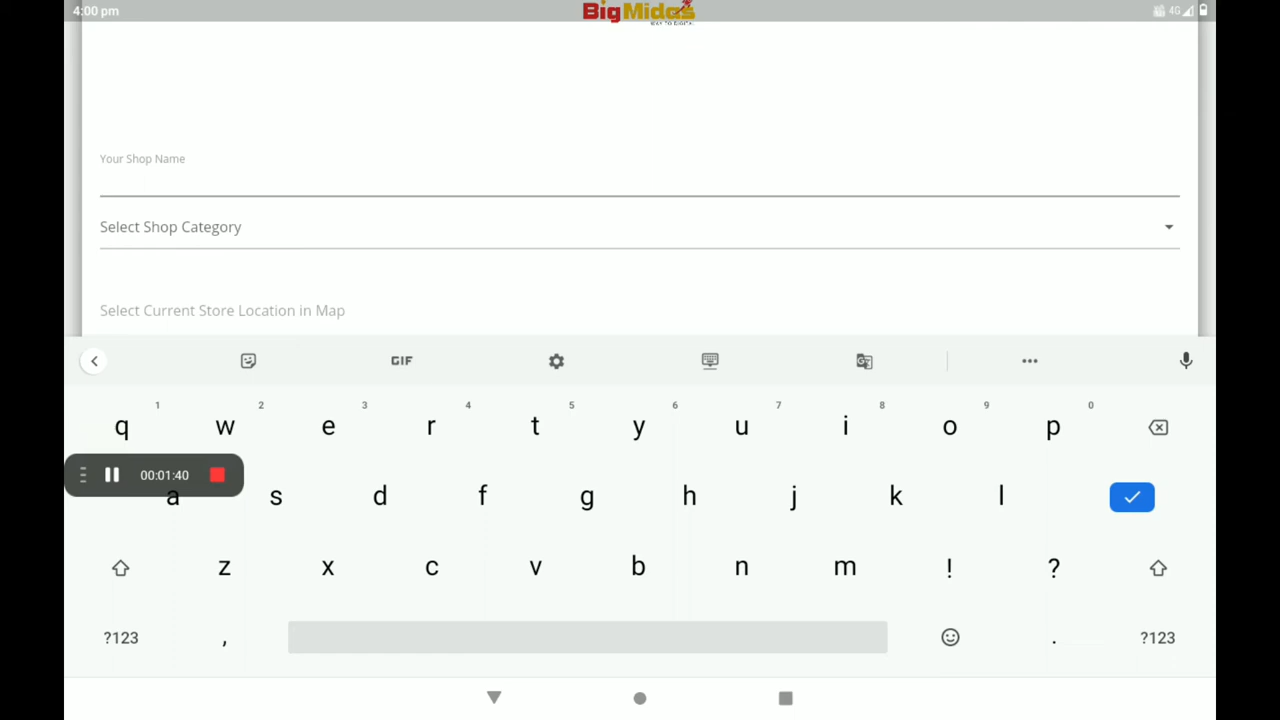 4:00 pm
BigMidas
4G
Your Shop Name
Select Shop Category
Select Current Store Location in Map
GIF
1 2 3 4 5 6 7 8 9 0
q w e r t y u i o p
00:01:40
a s d f g h j k l
z x c v b n m ! ?
?123 , . ?123